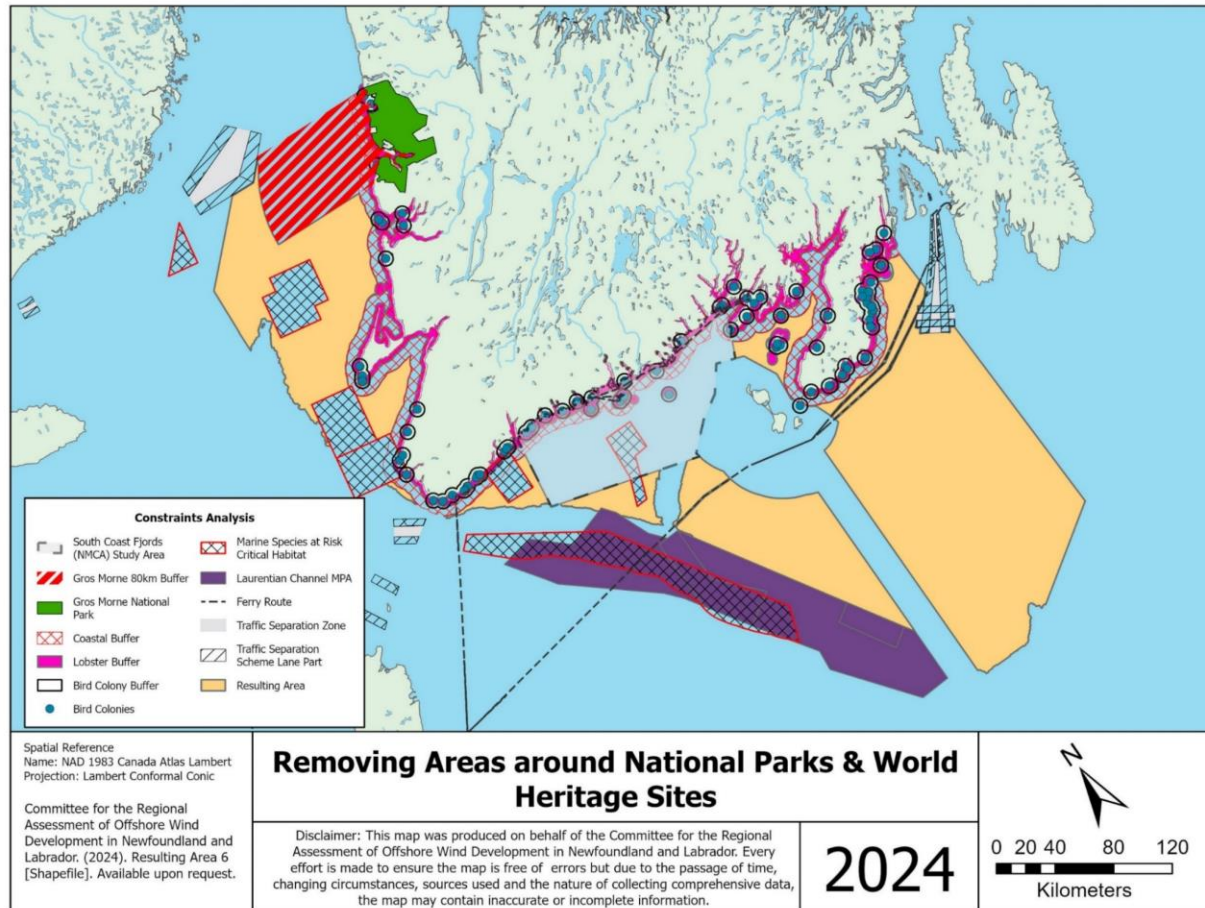 Constraints Analysis
South Coast Fjords
(NMCA) Study Area
Gros Morne 80km Buffer
Gros Morne National
Park
Coastal Buffer
Lobster Buffer
Bird Colony Buffer
Bird Colonies
Marine Species at Risk
Critical Habitat
Laurentian Channel MPA
Ferry Route
Traffic Separation Zone
Traffic Separation
Scheme Lane Part
Resulting Area
Spatial Reference
Name: NAD 1983 Canada Atlas Lambert
Projection: Lambert Conformal Conic
Committee for the Regional
Assessment of Offshore Wind
Development in Newfoundland and
Labrador. (2024). Resulting Area 6
[Shapefile]. Available upon request.
Removing Areas around National Parks & World
Heritage Sites
Disclaimer: This map was produced on behalf of the Committee for the Regional
Assessment of Offshore Wind Development in Newfoundland and Labrador. Every
effort is made to ensure the map is free of errors but due to the passage of time,
changing circumstances, sources used and the nature of collecting comprehensive data,
the map may contain inaccurate or incomplete information.
2024
N
0 20 40 80 120
Kilometers